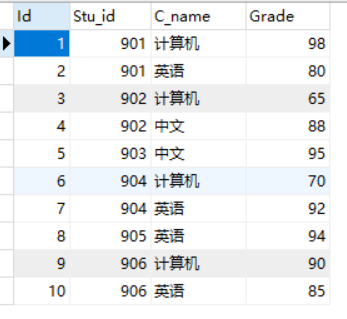 Id Stu_id C_name Grade
1 901 计算机 98
2 901 英语 80
3 902 计算机 65
4 902 中文 88
5 903 中文 95
6 904 计算机 70
7 904 英语 92
8 905 英语 94
9 906 计算机 90
10 906 英语 85